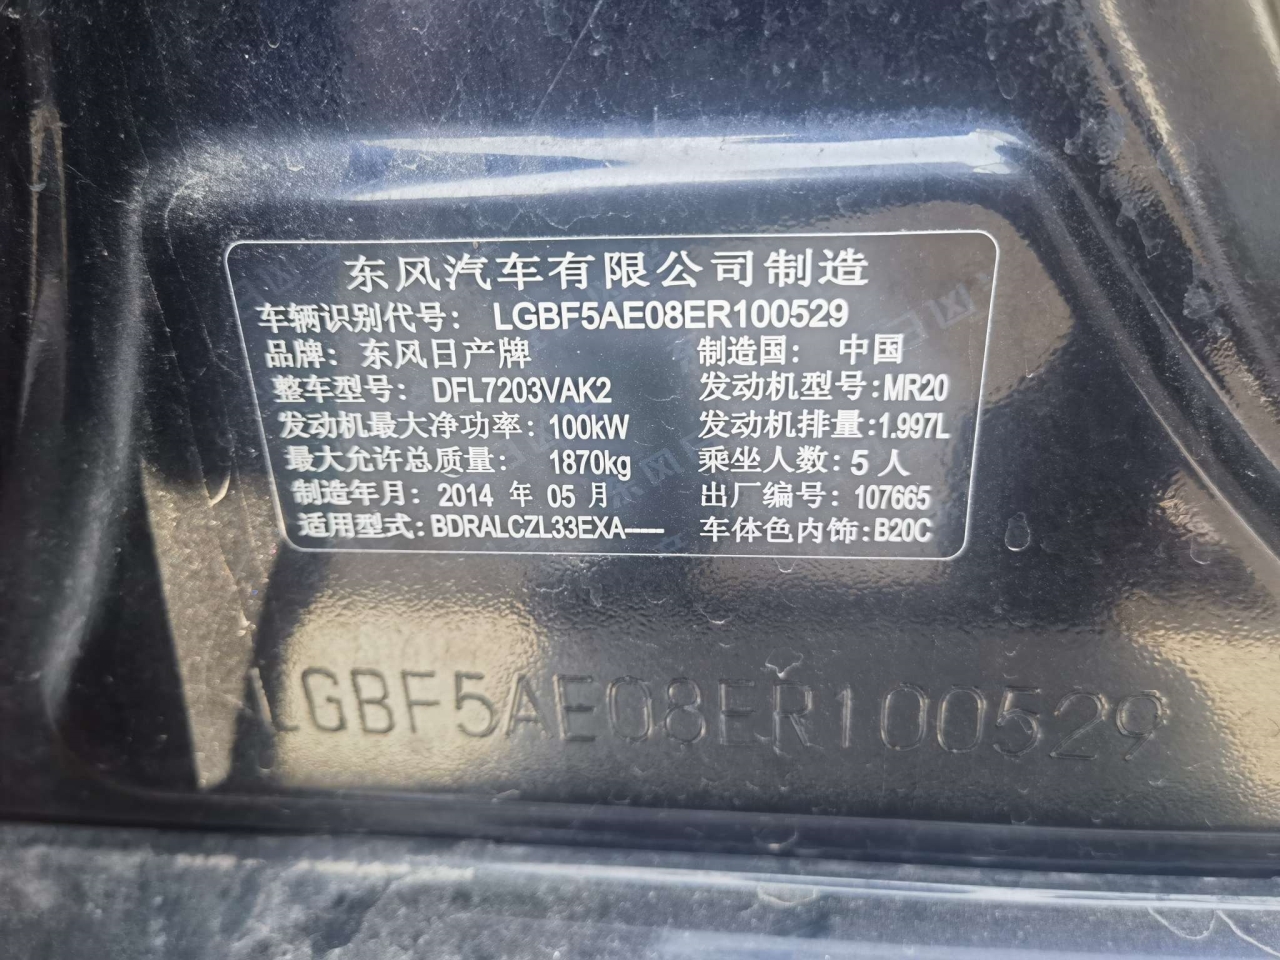 东风汽车有限公司制造
车辆识别代号： LGBF5AE08ER100529
品牌：东风日产牌 制造国：中国
整车型号：DFL7203VAK2 发动机型号:MR20
发动机最大净功率：100kW 发动机排量:1.997L
最大允许总质量：1870kg 乘坐人数:5 人
制造年月：2014 年 05 月 出厂编号：107665
适用型式:BDRALCZL33EXA----- 车体色内饰:B20C
LGBF5AE08ER100529